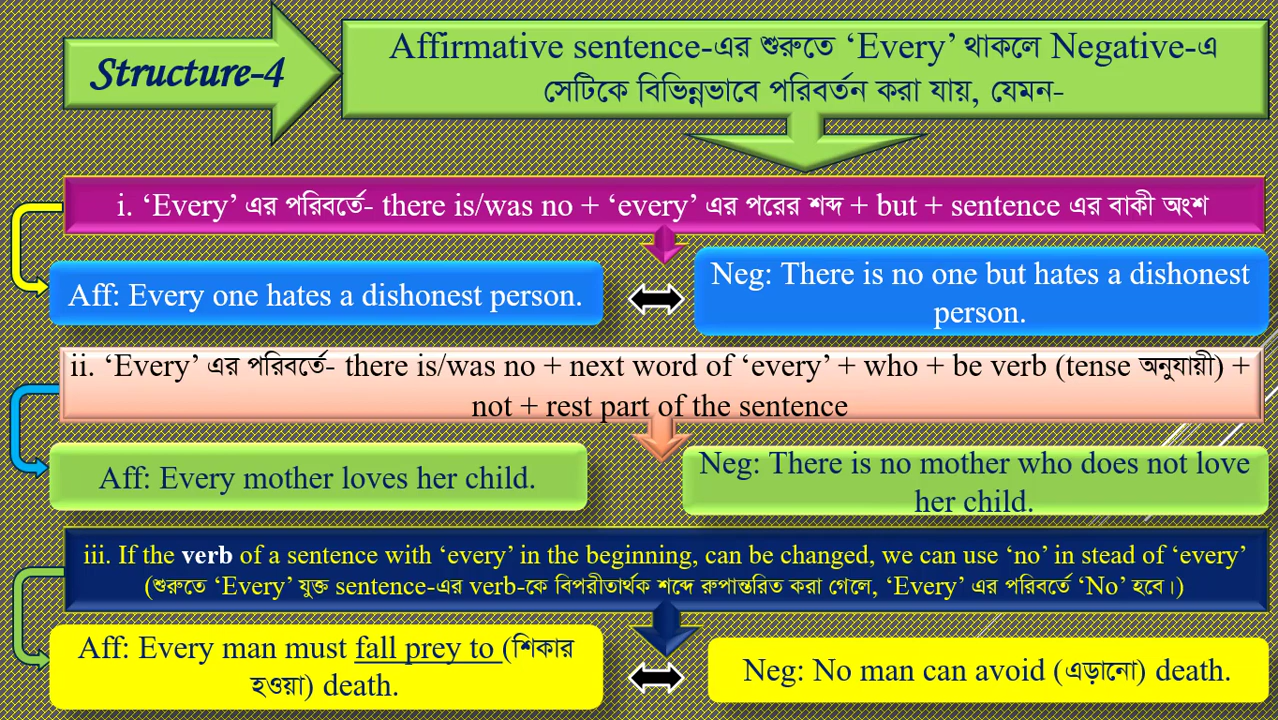 Structure-4
Affirmative sentence-এর শুরুতে ‘Every’ থাকলে Negative-এ
সেটিকে বিভিন্নভাবে পরিবর্তন করা যায়, যেমন-
i. ‘Every’ এর পরিবর্তে- there is/was no + ‘every’ এর পরের শব্দ + but + sentence এর বাকী অংশ
Aff: Every one hates a dishonest person.
Neg: There is no one but hates a dishonest
person.
ii. ‘Every’ এর পরিবর্তে- there is/was no + next word of ‘every’ + who + be verb (tense অনুযায়ী) +
not + rest part of the sentence
Aff: Every mother loves her child.
Neg: There is no mother who does not love
her child.
iii. If the verb of a sentence with ‘every’ in the beginning, can be changed, we can use ‘no’ in stead of ‘every’
(শুরুতে ‘Every’ যুক্ত sentence-এর verb-কে বিপরীতার্থক শব্দে রুপান্তরিত করা গেলে, ‘Every’ এর পরিবর্তে ‘No’ হবে।)
Aff: Every man must fall prey to (শিকার
হওয়া) death.
Neg: No man can avoid (এড়ানো) death.